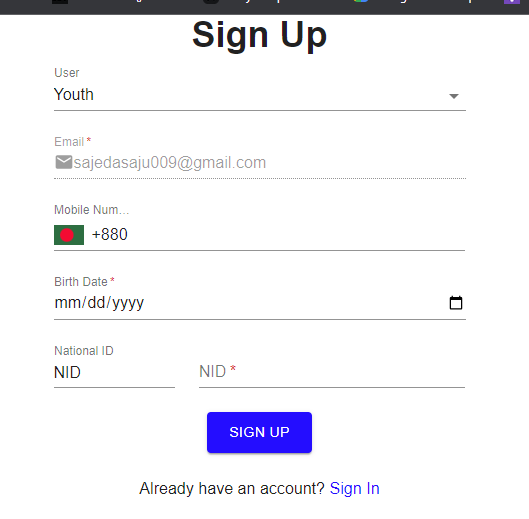 Sign Up
User
Youth
Email *
sajedasaju009@gmail.com
Mobile Num...
+880
Birth Date *
mm/dd/yyyy
National ID
NID
NID *
SIGN UP
Already have an account? Sign In